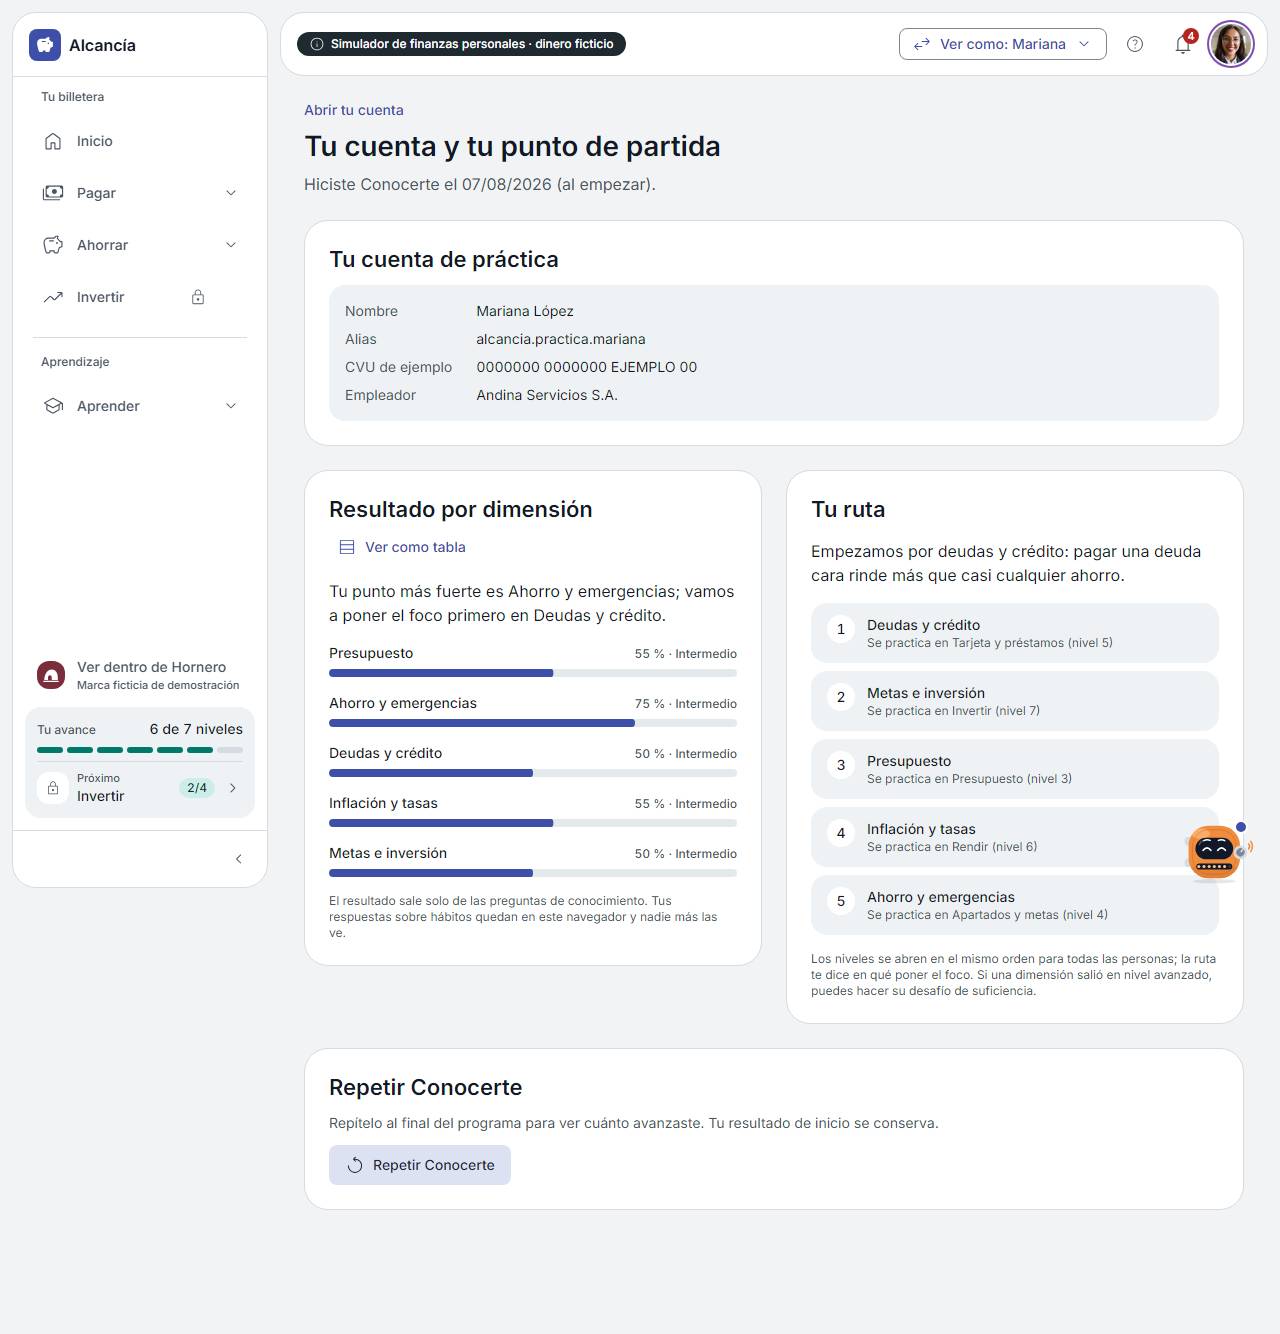 Alcancía
Simulador de finanzas personales · dinero ficticio
Ver como: Mariana
4
Tu billetera
Inicio
Pagar
Ahorrar
Invertir
Aprendizaje
Aprender
Ver dentro de Hornero
Marca ficticia de demostración
Tu avance
6 de 7 niveles
Próximo
Invertir
2/4
Abrir tu cuenta
Tu cuenta y tu punto de partida
Hiciste Conocerte el 07/08/2026 (al empezar).
Tu cuenta de práctica
Nombre Mariana López
Alias alcancia.practica.mariana
CVU de ejemplo 0000000 0000000 EJEMPLO 00
Empleador Andina Servicios S.A.
Resultado por dimensión
Ver como tabla
Tu punto más fuerte es Ahorro y emergencias; vamos
a poner el foco primero en Deudas y crédito.
Presupuesto 55 % · Intermedio
Ahorro y emergencias 75 % · Intermedio
Deudas y crédito 50 % · Intermedio
Inflación y tasas 55 % · Intermedio
Metas e inversión 50 % · Intermedio
El resultado sale solo de las preguntas de conocimiento. Tus
respuestas sobre hábitos quedan en este navegador y nadie más las
ve.
Tu ruta
Empezamos por deudas y crédito: pagar una deuda
cara rinde más que casi cualquier ahorro.
1 Deudas y crédito
Se practica en Tarjeta y préstamos (nivel 5)
2 Metas e inversión
Se practica en Invertir (nivel 7)
3 Presupuesto
Se practica en Presupuesto (nivel 3)
4 Inflación y tasas
Se practica en Rendir (nivel 6)
5 Ahorro y emergencias
Se practica en Apartados y metas (nivel 4)
Los niveles se abren en el mismo orden para todas las personas; la ruta
te dice en qué poner el foco. Si una dimensión salió en nivel avanzado,
puedes hacer su desafío de suficiencia.
Repetir Conocerte
Repítelo al final del programa para ver cuánto avanzaste. Tu resultado de inicio se conserva.
Repetir Conocerte